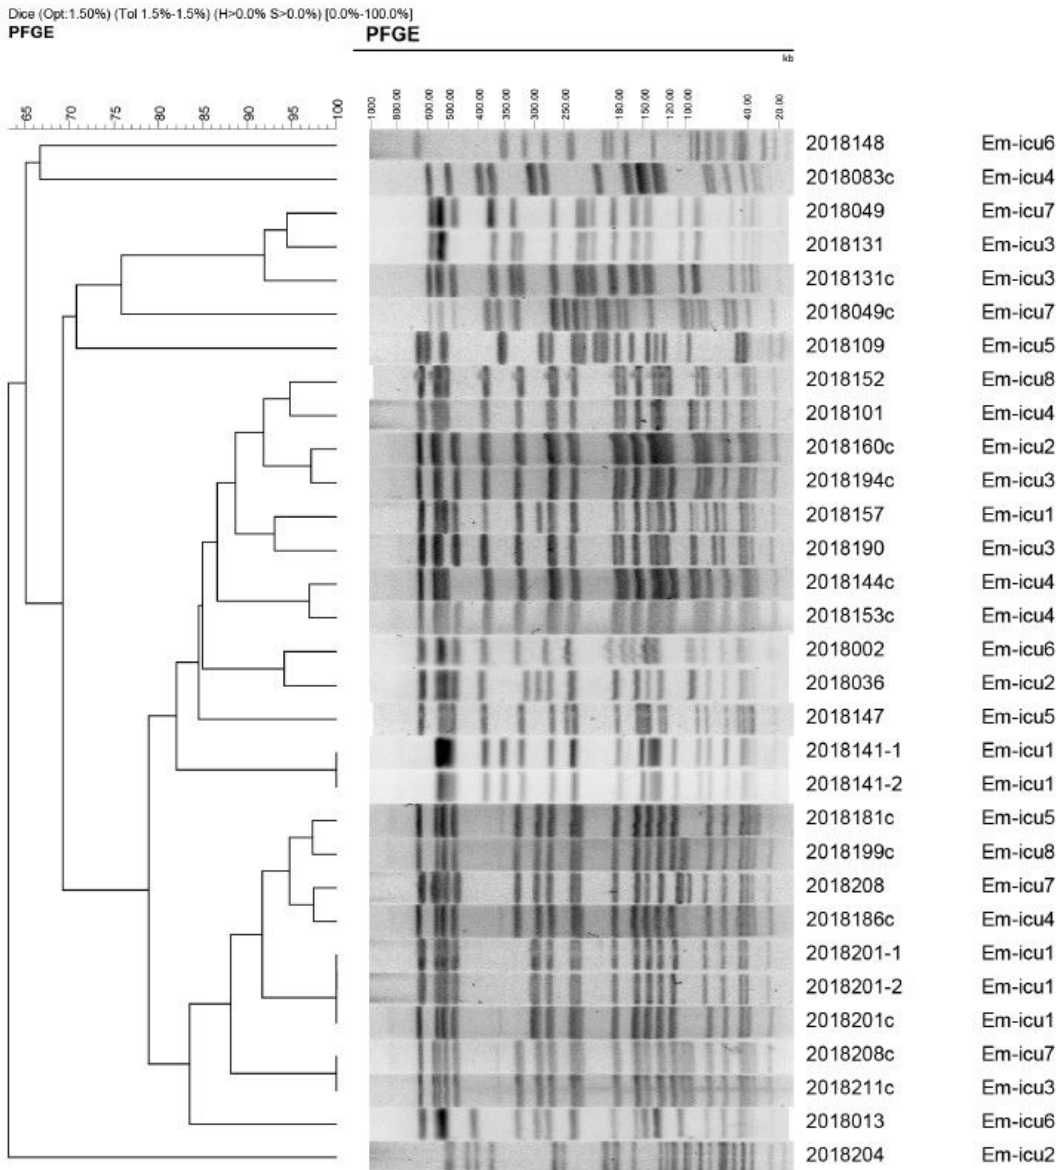 Dice (Opt:1.50%) (Tol 1.5%-1.5%) (H>0.0% S>0.0%) [0.0%-100.0%]
PFGE PFGE
kb
65 70 75 80 85 90 95 100 1000 800.00 600.00 500.00 400.00 350.00 300.00 250.00 180.00 150.00 120.00 100.00 40.00 20.00
2018148 Em-icu6
2018083c Em-icu4
2018049 Em-icu7
2018131 Em-icu3
2018131c Em-icu3
2018049c Em-icu7
2018109 Em-icu5
2018152 Em-icu8
2018101 Em-icu4
2018160c Em-icu2
2018194c Em-icu3
2018157 Em-icu1
2018190 Em-icu3
2018144c Em-icu4
2018153c Em-icu4
2018002 Em-icu6
2018036 Em-icu2
2018147 Em-icu5
2018141-1 Em-icu1
2018141-2 Em-icu1
2018181c Em-icu5
2018199c Em-icu8
2018208 Em-icu7
2018186c Em-icu4
2018201-1 Em-icu1
2018201-2 Em-icu1
2018201c Em-icu1
2018208c Em-icu7
2018211c Em-icu3
2018013 Em-icu6
2018204 Em-icu2